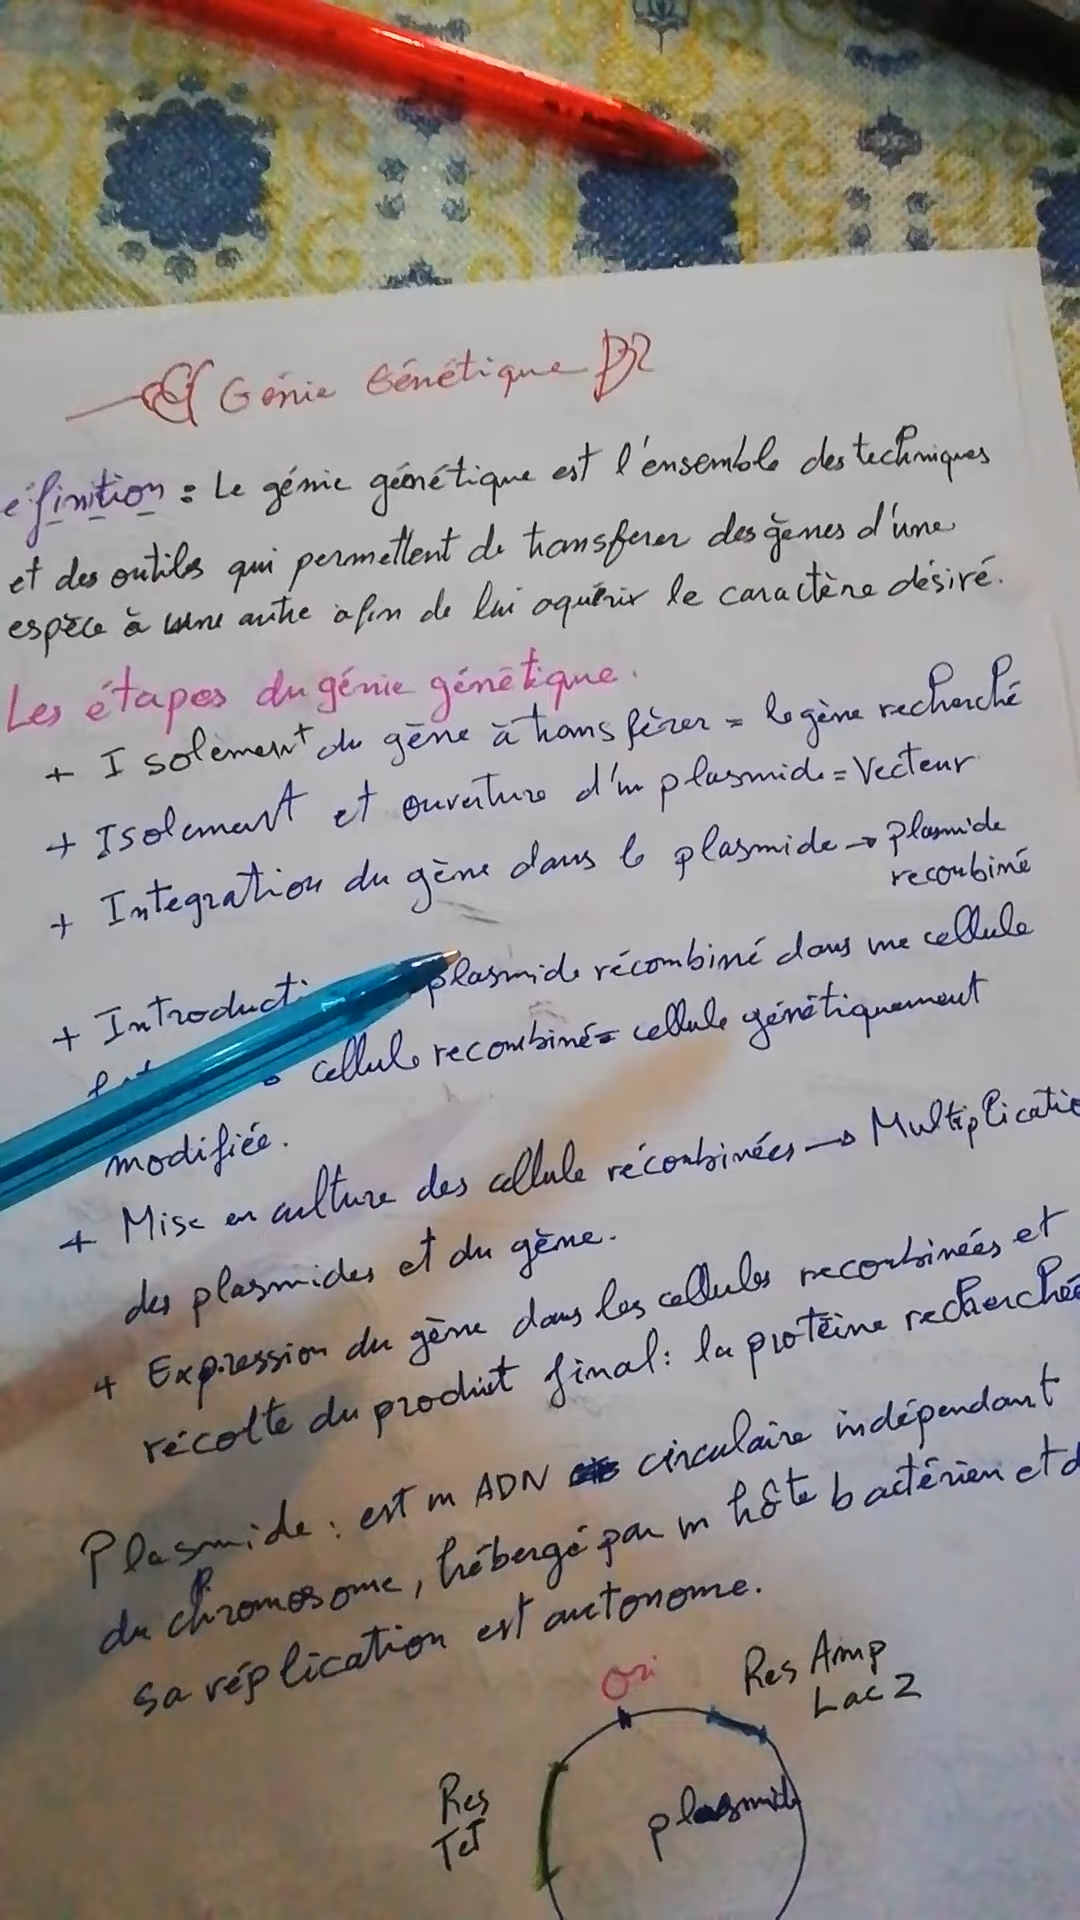 Génie Génétique
éfinition : Le génie génétique est l'ensemble des techniques
et des outils qui permettent de transferer des gènes d'une
espèce à une autre afin de lui aquérir le caractère désiré.
Les étapes du génie génétique.
+ Isolement du gène à transférer = le gène recherché
+ Isolement et ouverture d'un plasmide = Vecteur
+ Integration du gène dans le plasmide → plasmide
recombiné
+ Introducti plasmide récombiné dans une cellule
cellule recombiné = cellule génétiquement
modifiée.
+ Mise en culture des cellule récombinées → Multiplicatio
des plasmides et du gène.
+ Expression du gène dans les cellules recombinées et
récolte du produit final : la protéine recherchée
Plasmide : est un ADN circulaire indépendant
du chromosome, hébergé par un hôte bactérien et d
sa réplication est autonome.
Ori
Res Amp
Lac Z
Res
Tet
plasmide